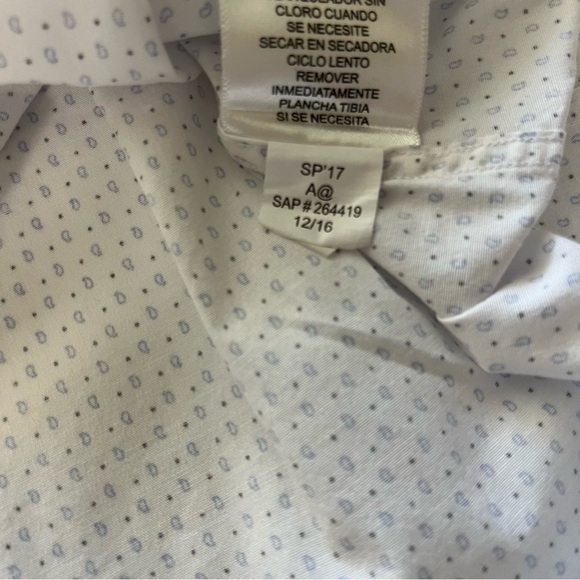 CLORO CUANDO
SE NECESITE
SECAR EN SECADORA
CICLO LENTO
REMOVER
INMEDIATAMENTE
PLANCHA TIBIA
SI SE NECESITA
SP'17
A@
SAP# 264419
12/16